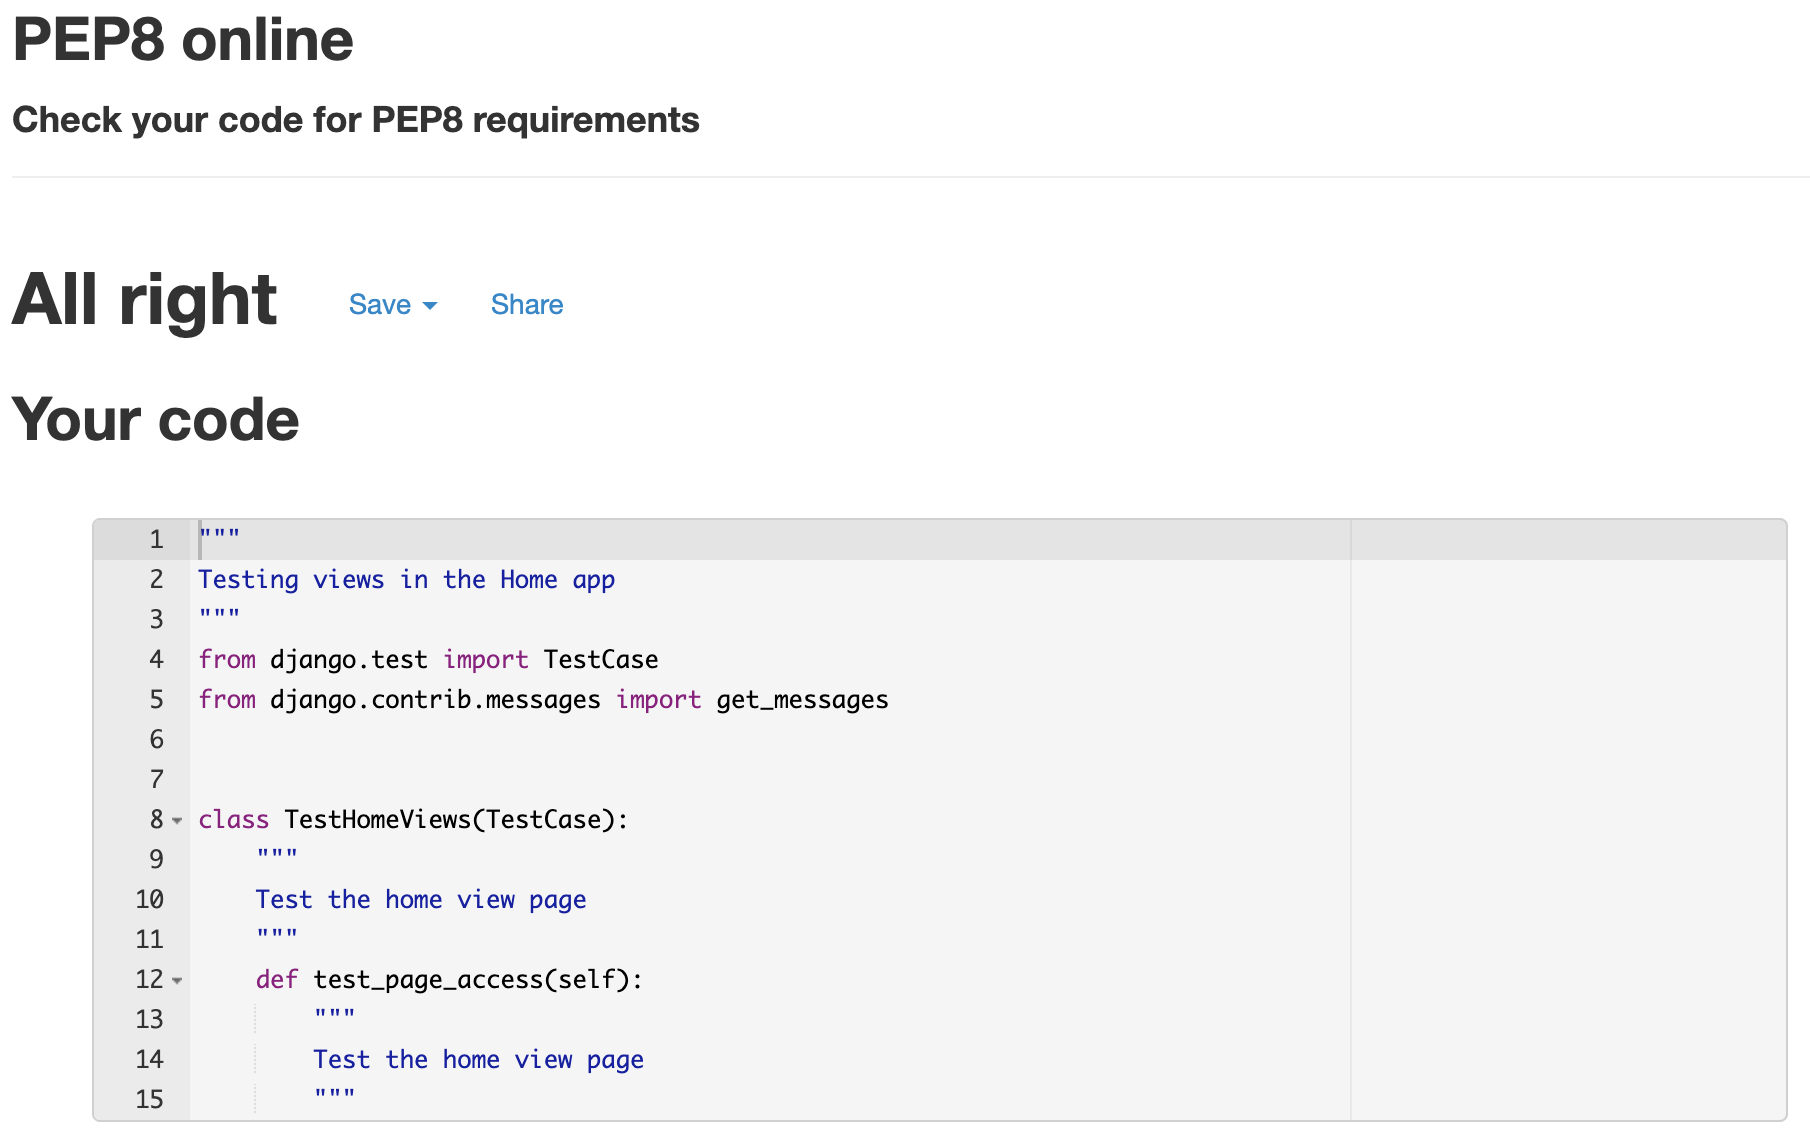 PEP8 online
Check your code for PEP8 requirements
All right Save Share
Your code
1 """
2 Testing views in the Home app
3 """
4 from django.test import TestCase
5 from django.contrib.messages import get_messages
6
7
8 class TestHomeViews(TestCase):
9     """
10     Test the home view page
11     """
12     def test_page_access(self):
13         """
14         Test the home view page
15         """